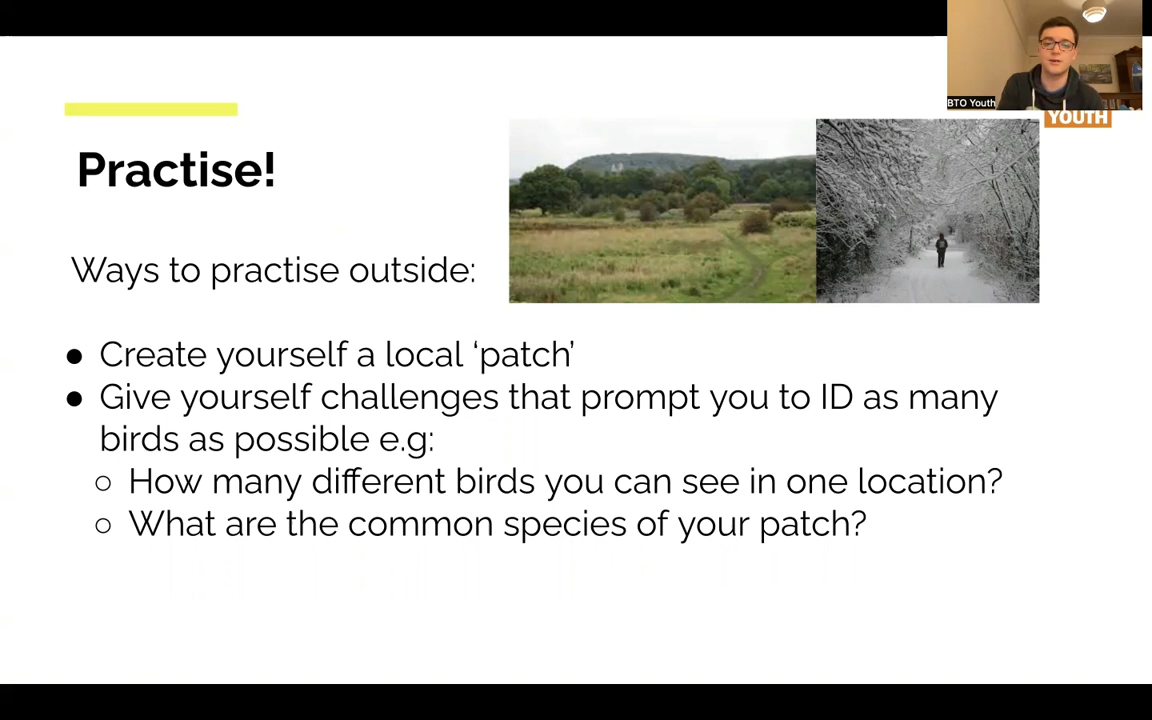 BTO Youth
YOUTH
Practise!
Ways to practise outside:
● Create yourself a local ‘patch’
● Give yourself challenges that prompt you to ID as many
birds as possible e.g:
○ How many different birds you can see in one location?
○ What are the common species of your patch?